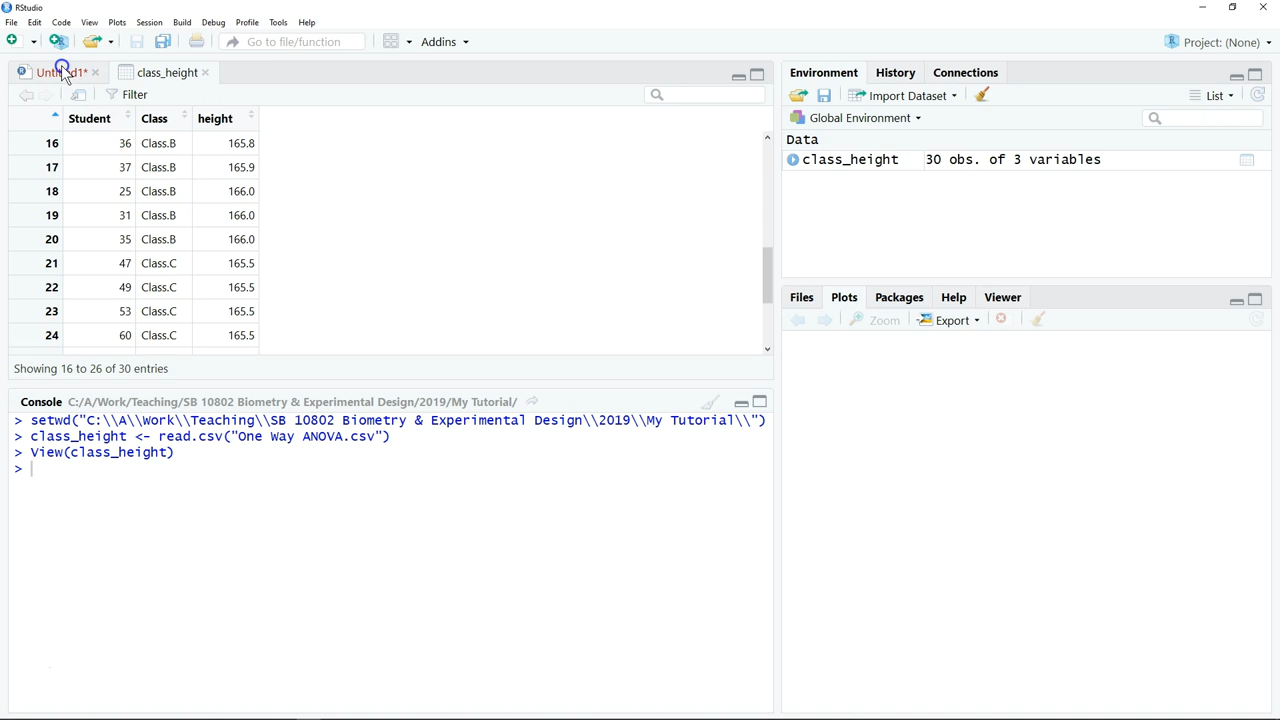 RStudio
File Edit Code View Plots Session Build Debug Profile Tools Help
Go to file/function Addins Project: (None)
class_height
Filter
Student Class height
16 36 Class.B 165.8
17 37 Class.B 165.9
18 25 Class.B 166.0
19 31 Class.B 166.0
20 35 Class.B 166.0
21 47 Class.C 165.5
22 49 Class.C 165.5
23 53 Class.C 165.5
24 60 Class.C 165.5
Showing 16 to 26 of 30 entries
Console C:/A/Work/Teaching/SB 10802 Biometry & Experimental Design/2019/My Tutorial/
> setwd("C:\\A\\Work\\Teaching\\SB 10802 Biometry & Experimental Design\\2019\\My Tutorial\\")
> class_height <- read.csv("One Way ANOVA.csv")
> View(class_height)
>
Environment History Connections
Import Dataset List
Global Environment
Data
class_height 30 obs. of 3 variables
Files Plots Packages Help Viewer
Zoom Export